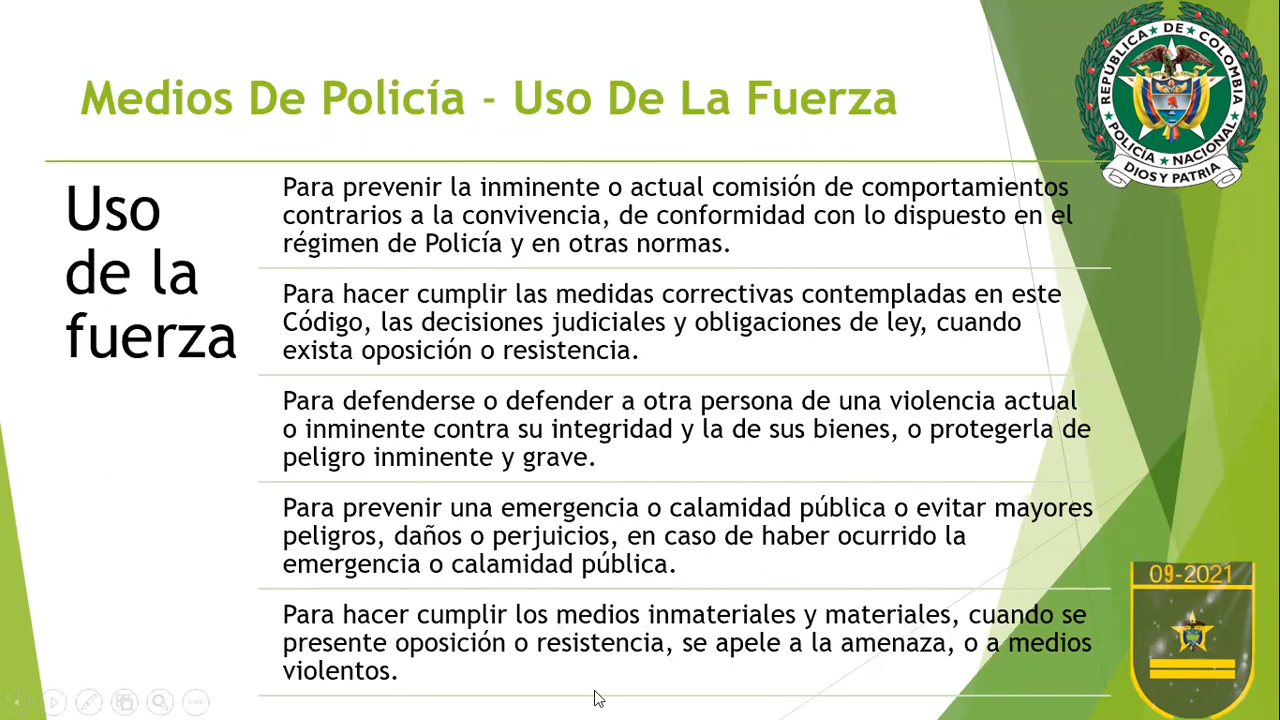 Medios De Policía - Uso De La Fuerza
REPÚBLICA ★ DE ★ COLOMBIA
POLICÍA ★ NACIONAL
DIOS Y PATRIA
Uso
de la
fuerza
Para prevenir la inminente o actual comisión de comportamientos
contrarios a la convivencia, de conformidad con lo dispuesto en el
régimen de Policía y en otras normas.
Para hacer cumplir las medidas correctivas contempladas en este
Código, las decisiones judiciales y obligaciones de ley, cuando
exista oposición o resistencia.
Para defenderse o defender a otra persona de una violencia actual
o inminente contra su integridad y la de sus bienes, o protegerla de
peligro inminente y grave.
Para prevenir una emergencia o calamidad pública o evitar mayores
peligros, daños o perjuicios, en caso de haber ocurrido la
emergencia o calamidad pública.
Para hacer cumplir los medios inmateriales y materiales, cuando se
presente oposición o resistencia, se apele a la amenaza, o a medios
violentos.
09-2021